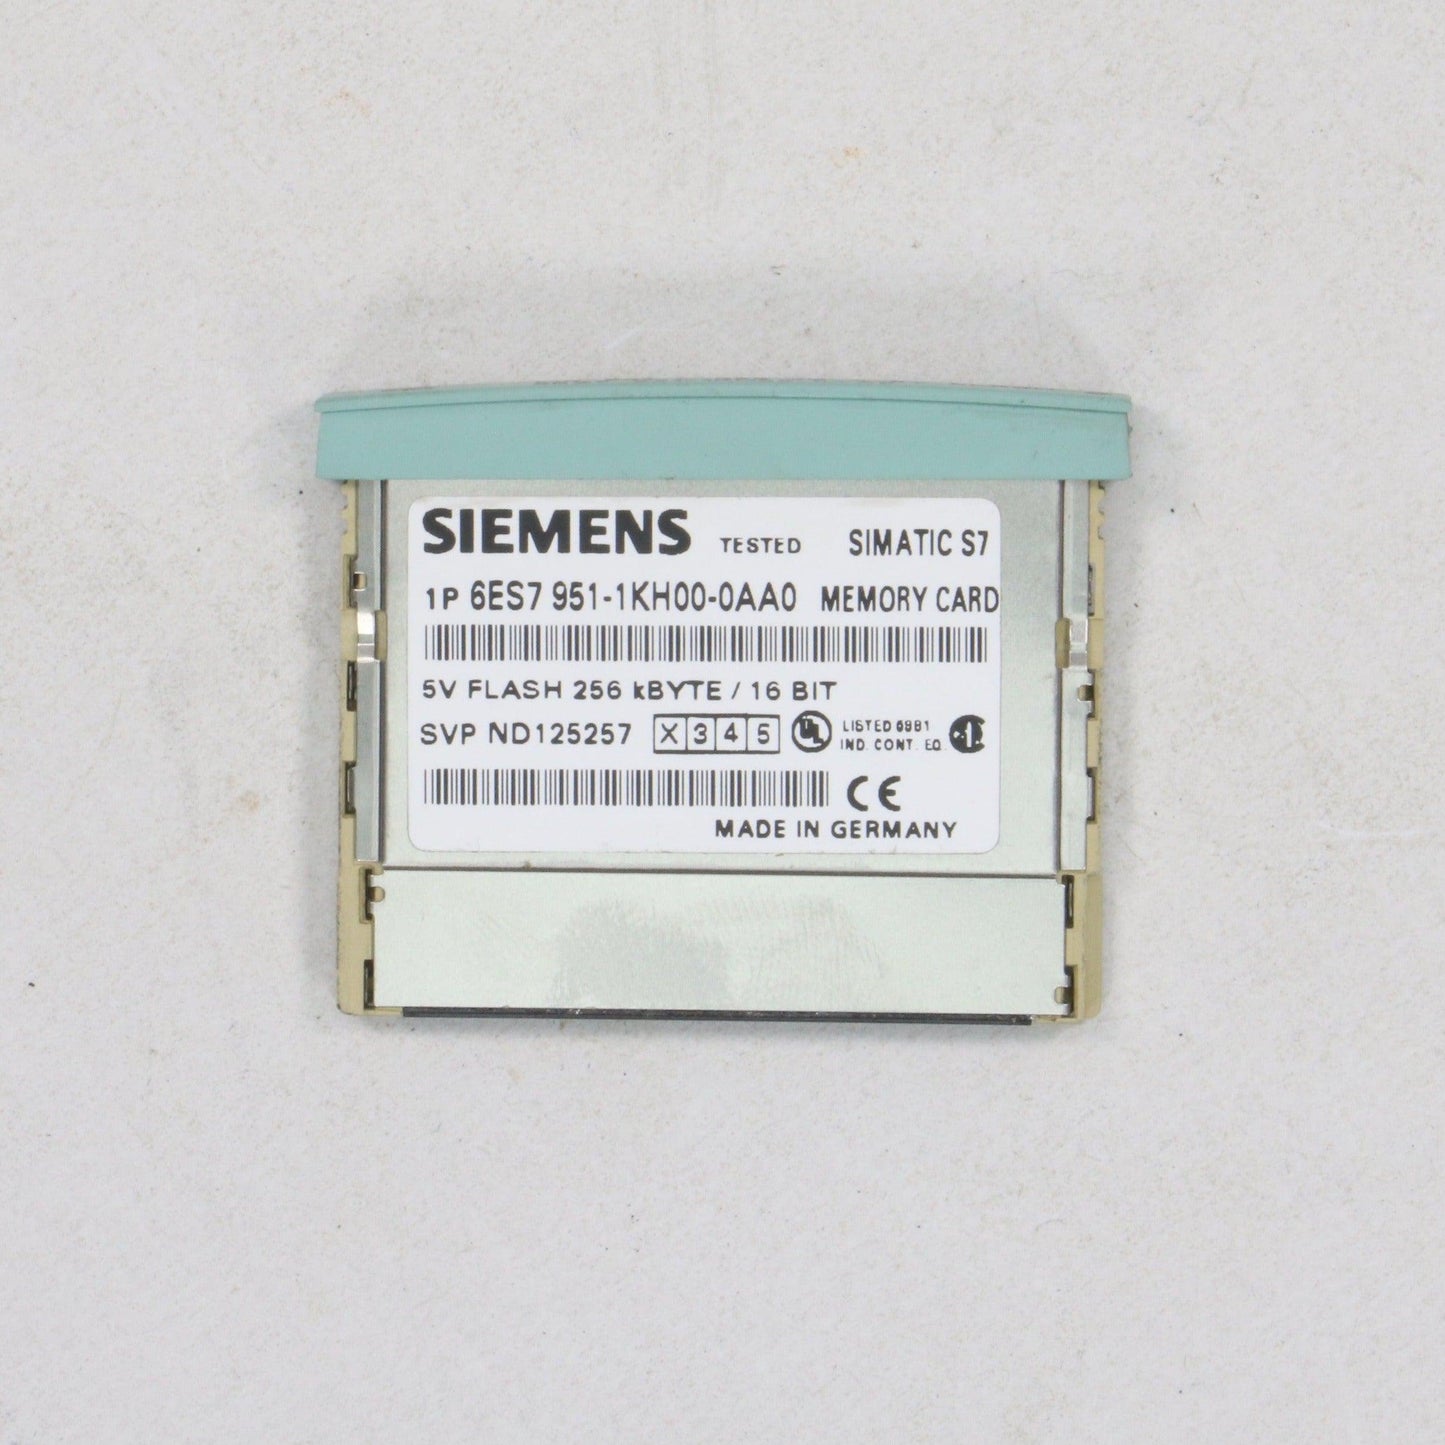 SIEMENS TESTED SIMATIC S7
1P 6ES7 951-1KH00-0AA0 MEMORY CARD
5V FLASH 256 kBYTE / 16 BIT
SVP ND125257 X 3 4 5 UL LISTED 69B1
IND. CONT. EQ.
CE
MADE IN GERMANY